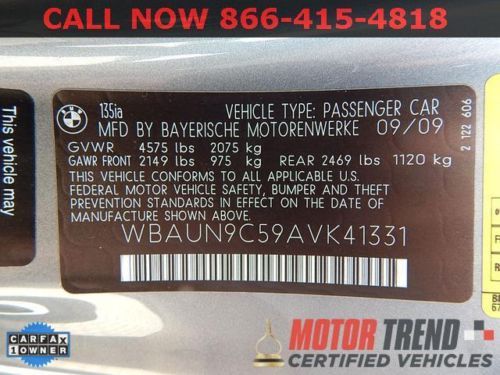 CALL NOW 866-415-4818
BMW
135ia
VEHICLE TYPE: PASSENGER CAR
MFD BY BAYERISCHE MOTORENWERKE 09/09
GVWR 4575 lbs 2075 kg
GAWR FRONT 2149 lbs 975 kg REAR 2469 lbs 1120 kg
THIS VEHICLE CONFORMS TO ALL APPLICABLE U.S.
FEDERAL MOTOR VEHICLE SAFETY, BUMPER AND THEFT
PREVENTION STANDARDS IN EFFECT ON THE DATE OF
MANUFACTURE SHOWN ABOVE.
WBAUN9C59AVK41331
2 122 606
This vehicle may
CARFAX
1 OWNER
MOTOR TREND
CERTIFIED VEHICLES